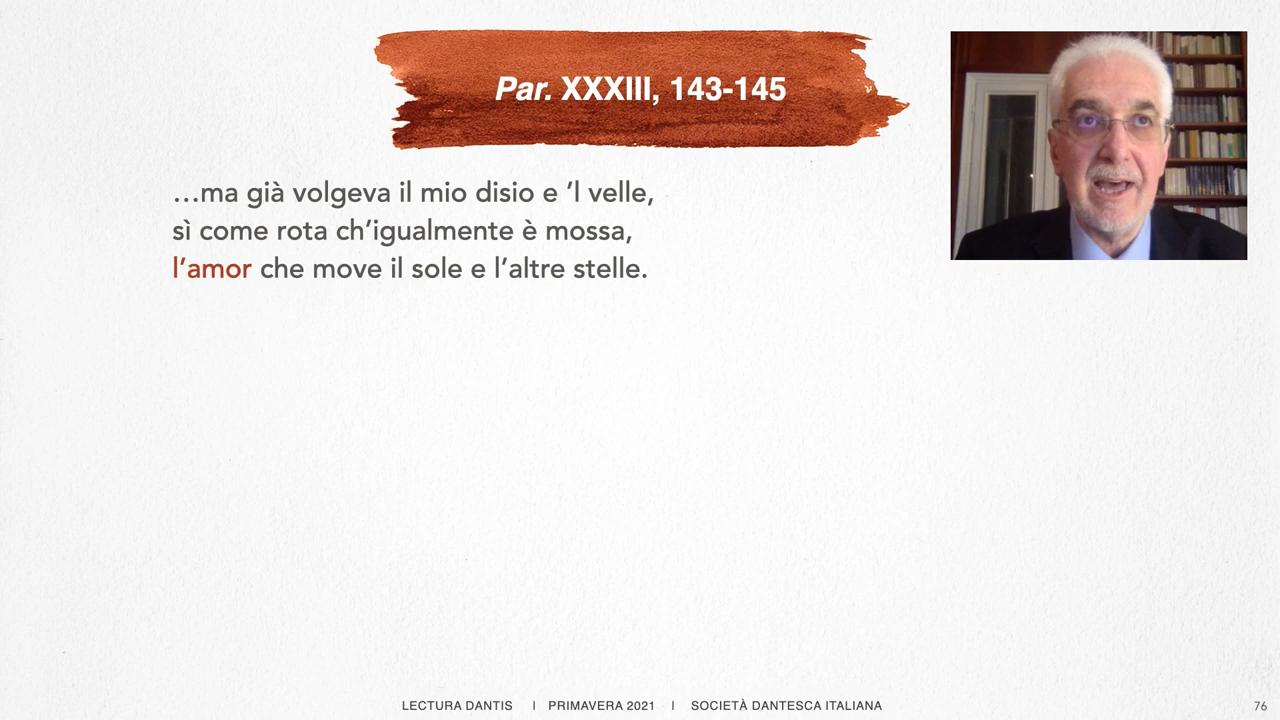 Par. XXXIII, 143-145
…ma già volgeva il mio disio e ’l velle,
sì come rota ch’igualmente è mossa,
l’amor che move il sole e l’altre stelle.
LECTURA DANTIS | PRIMAVERA 2021 | SOCIETÀ DANTESCA ITALIANA
76